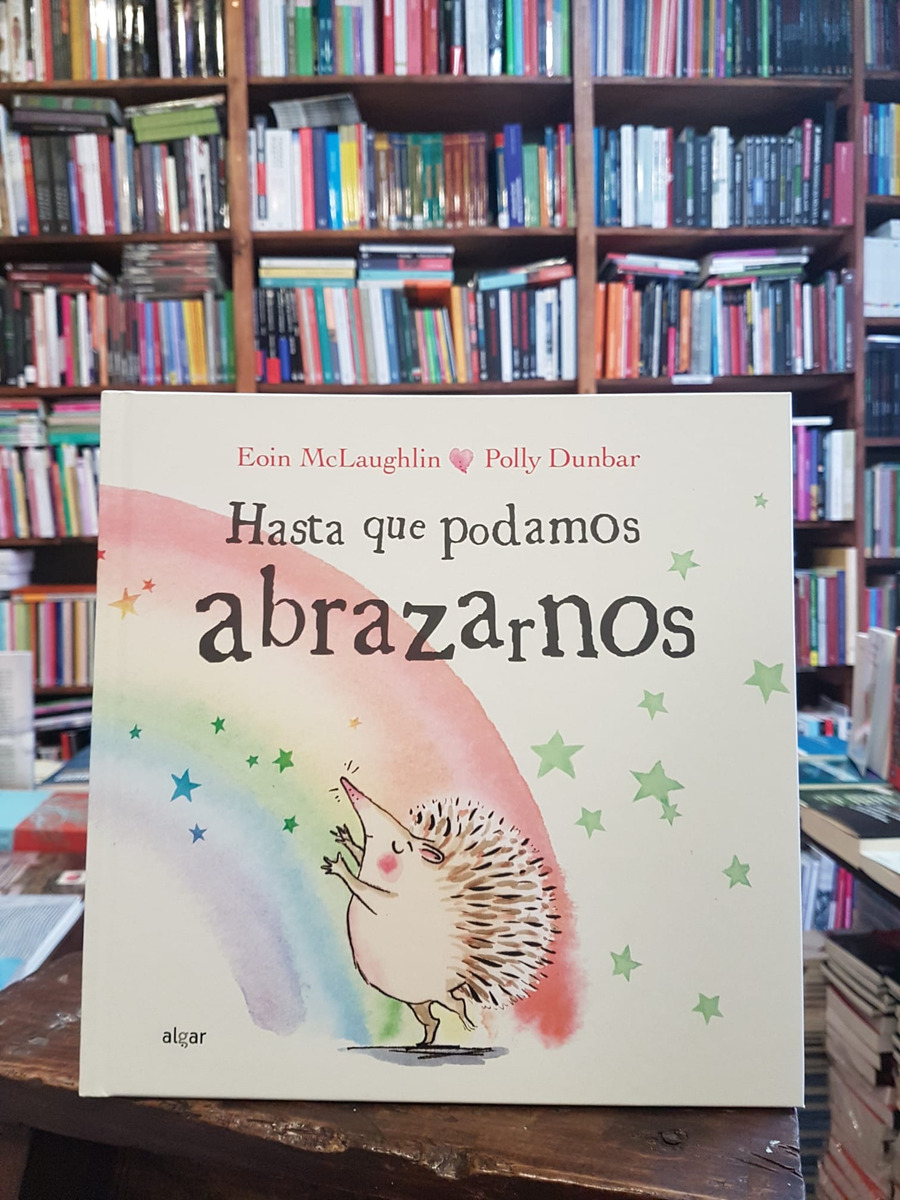 Eoin McLaughlin Polly Dunbar
Hasta que podamos
abrazarnos
algar